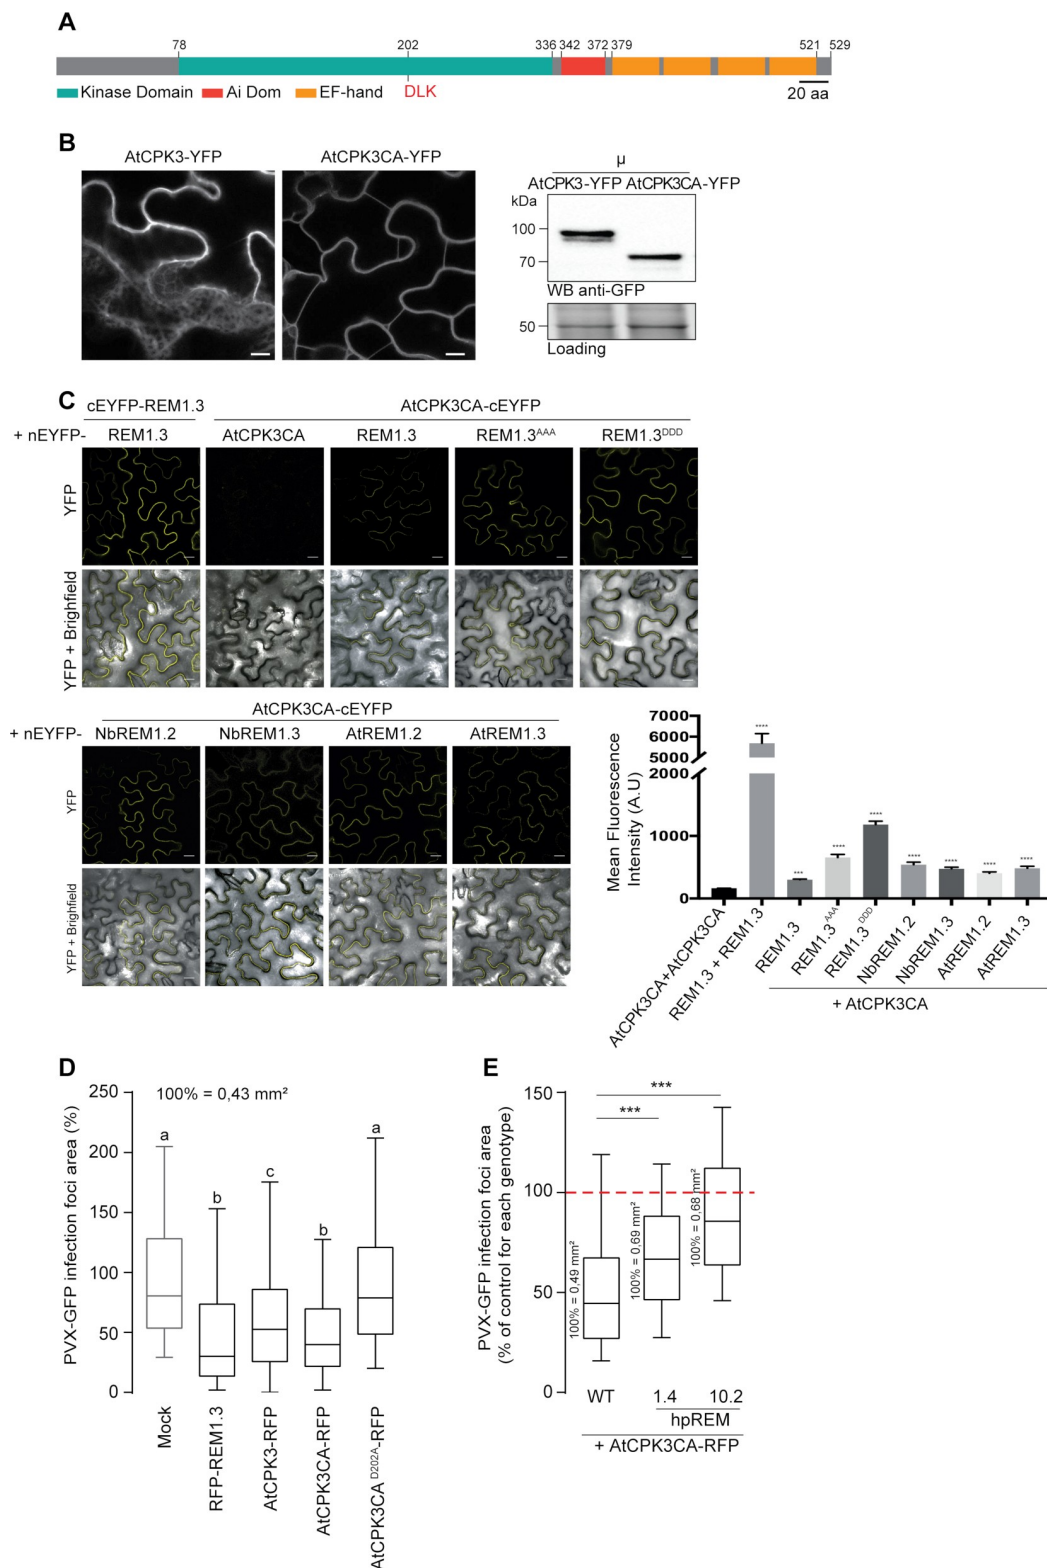 A
78 202 336 342 372 379 521 529
Kinase Domain Ai Dom EF-hand DLK 20 aa
B
AtCPK3-YFP AtCPK3CA-YFP
µ
AtCPK3-YFP AtCPK3CA-YFP
kDa
100
70
WB anti-GFP
50
Loading
C
cEYFP-REM1.3 AtCPK3CA-cEYFP
+ nEYFP- REM1.3 AtCPK3CA REM1.3 REM1.3AAA REM1.3DDD
YFP
YFP + Brighfield
AtCPK3CA-cEYFP
+ nEYFP- NbREM1.2 NbREM1.3 AtREM1.2 AtREM1.3
YFP
YFP + Brighfield
Mean Fluorescence
Intensity (A.U)
7000
6000
5000
2000
1000
0
**** *** **** **** **** **** **** ****
AtCPK3CA+AtCPK3CA
REM1.3 + REM1.3
REM1.3
REM1.3AAA
REM1.3DDD
NbREM1.2
NbREM1.3
AtREM1.2
AtREM1.3
+ AtCPK3CA
D
PVX-GFP infection foci area (%)
100% = 0,43 mm²
250
200
150
100
50
0
a b c b a
Mock
RFP-REM1.3
AtCPK3-RFP
AtCPK3CA-RFP
AtCPK3CAD202A-RFP
E
PVX-GFP infection foci area
(% of control for each genotype)
150
100
50
0
***
***
100% = 0,49 mm²
100% = 0,69 mm²
100% = 0,68 mm²
WT 1.4 10.2
hpREM
+ AtCPK3CA-RFP